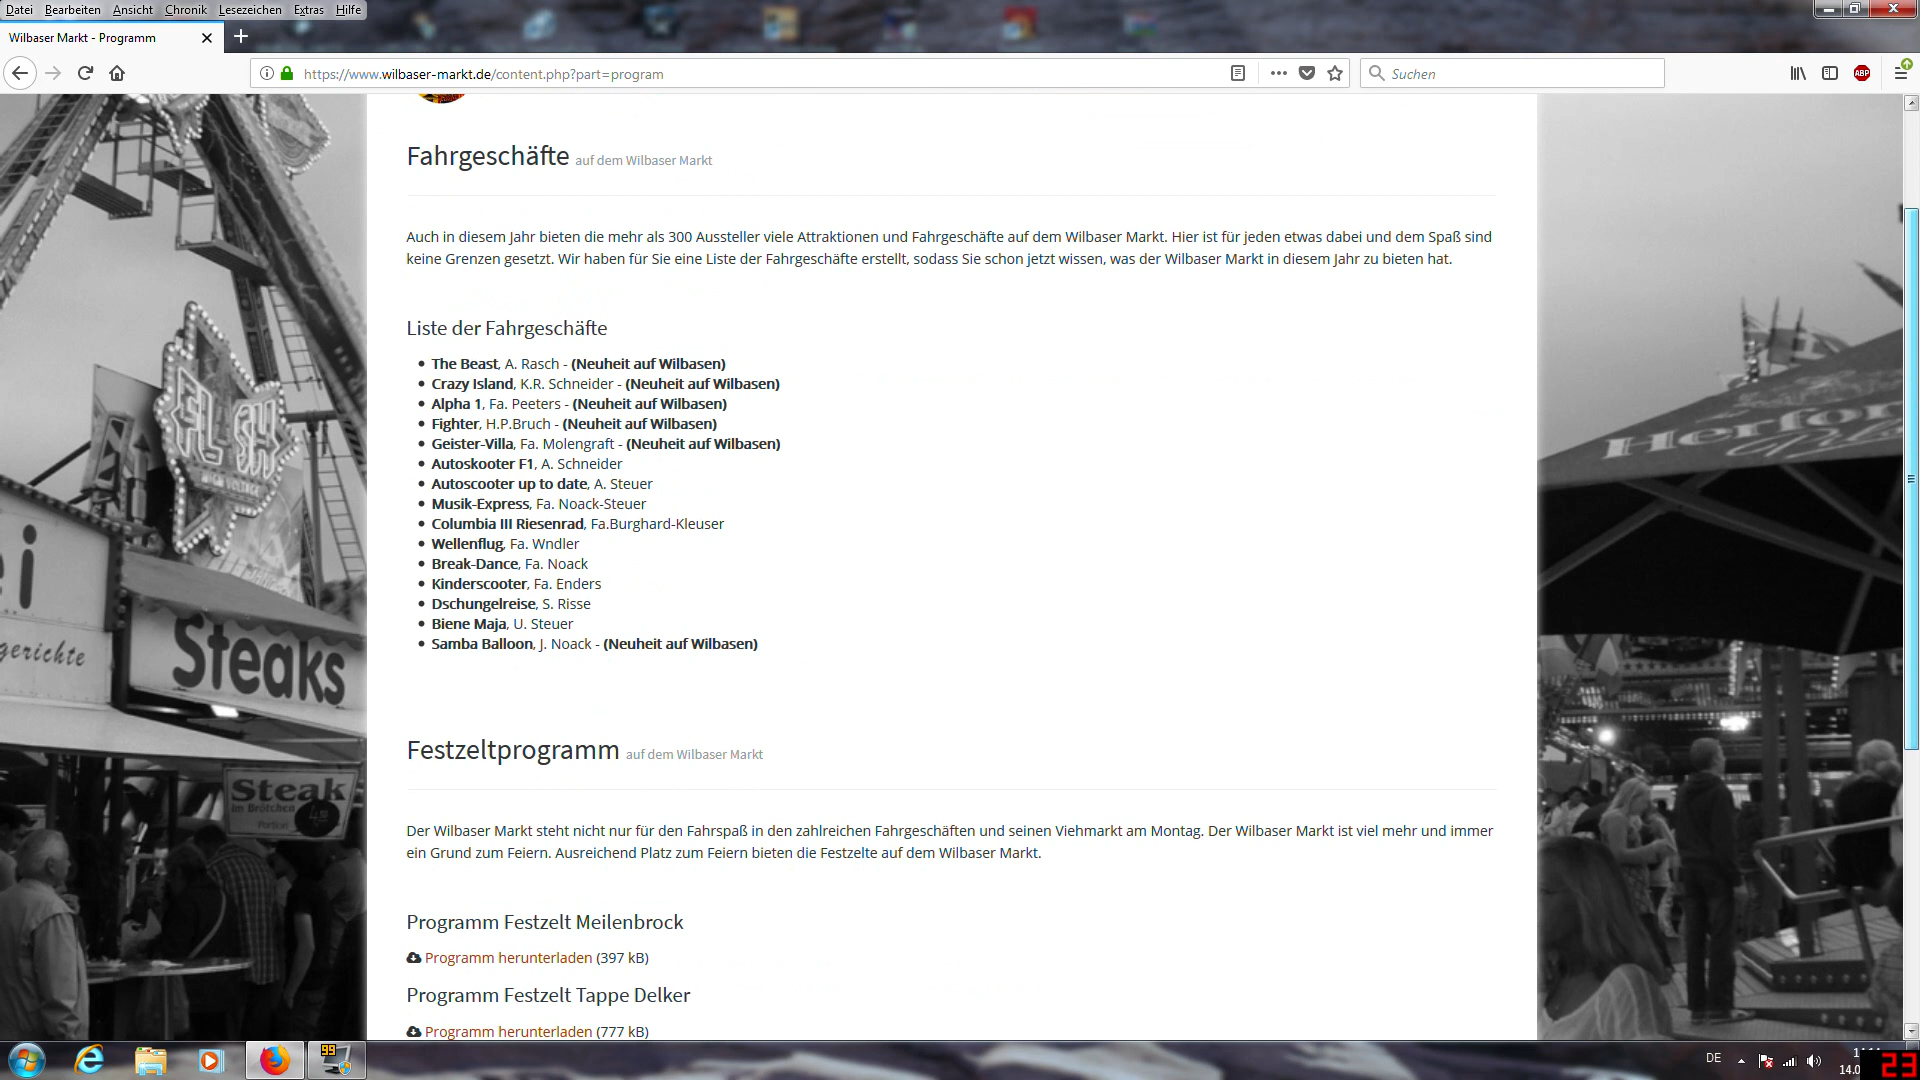 Datei Bearbeiten Ansicht Chronik Lesezeichen Extras Hilfe
Wilbaser Markt - Programm
https://www.wilbaser-markt.de/content.php?part=program
Suchen
ABP
Fahrgeschäfte auf dem Wilbaser Markt
Auch in diesem Jahr bieten die mehr als 300 Aussteller viele Attraktionen und Fahrgeschäfte auf dem Wilbaser Markt. Hier ist für jeden etwas dabei und dem Spaß sind
keine Grenzen gesetzt. Wir haben für Sie eine Liste der Fahrgeschäfte erstellt, sodass Sie schon jetzt wissen, was der Wilbaser Markt in diesem Jahr zu bieten hat.
Liste der Fahrgeschäfte
The Beast, A. Rasch - (Neuheit auf Wilbasen)
Crazy Island, K.R. Schneider - (Neuheit auf Wilbasen)
Alpha 1, Fa. Peeters - (Neuheit auf Wilbasen)
Fighter, H.P.Bruch - (Neuheit auf Wilbasen)
Geister-Villa, Fa. Molengraft - (Neuheit auf Wilbasen)
Autoskooter F1, A. Schneider
Autoscooter up to date, A. Steuer
Musik-Express, Fa. Noack-Steuer
Columbia III Riesenrad, Fa.Burghard-Kleuser
Wellenflug, Fa. Wndler
Break-Dance, Fa. Noack
Kinderscooter, Fa. Enders
Dschungelreise, S. Risse
Biene Maja, U. Steuer
Samba Balloon, J. Noack - (Neuheit auf Wilbasen)
Festzeltprogramm auf dem Wilbaser Markt
Der Wilbaser Markt steht nicht nur für den Fahrspaß in den zahlreichen Fahrgeschäften und seinen Viehmarkt am Montag. Der Wilbaser Markt ist viel mehr und immer
ein Grund zum Feiern. Ausreichend Platz zum Feiern bieten die Festzelte auf dem Wilbaser Markt.
Programm Festzelt Meilenbrock
Programm herunterladen (397 kB)
Programm Festzelt Tappe Delker
Programm herunterladen (777 kB)
FLASH
ei
gerichte
Steaks
Steak
im Brötchen
99
DE
14.0
23